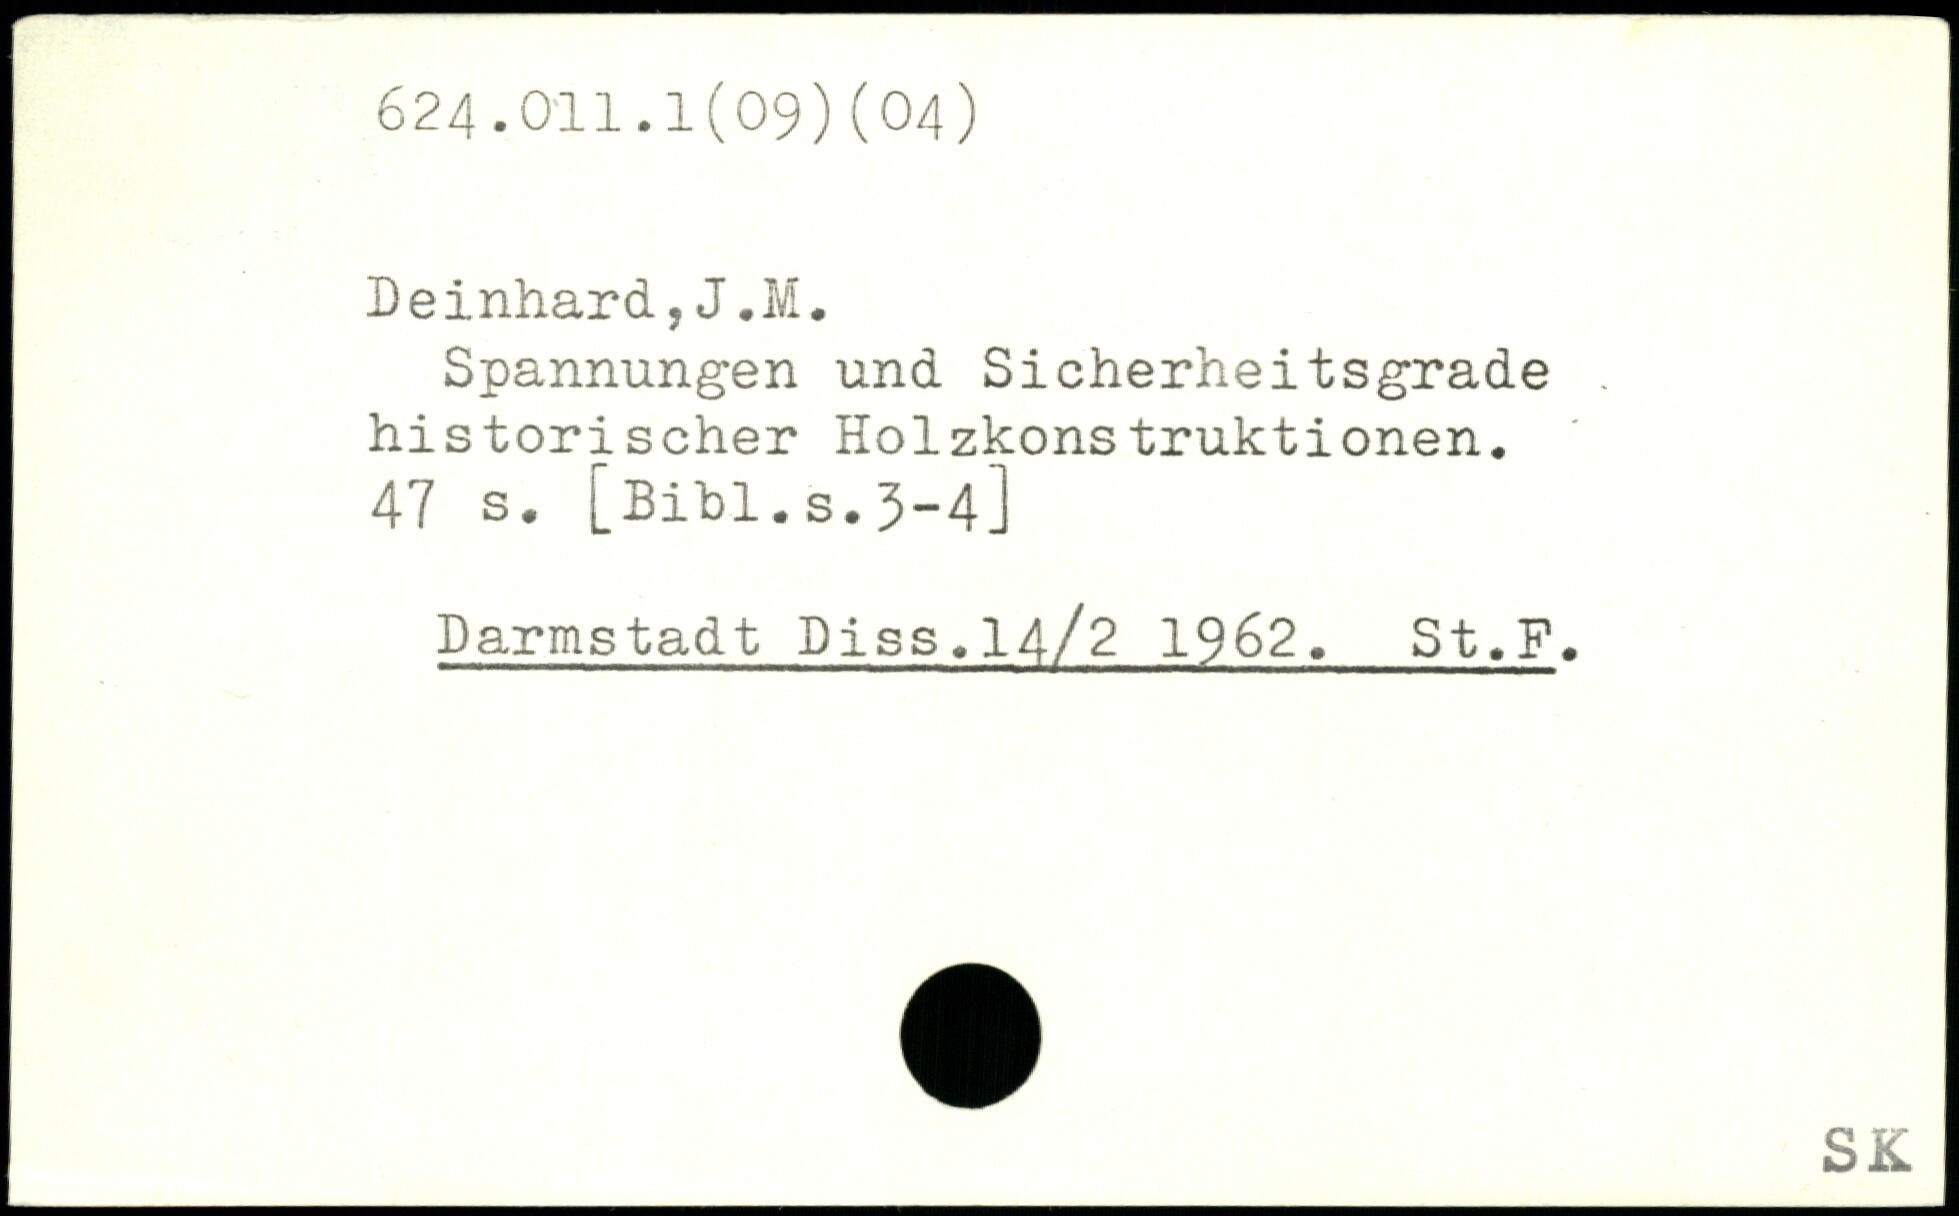 624.011.1(09)(04)
Deinhard,J.M.
Spannungen und Sicherheitsgrade
historischer Holzkonstruktionen.
47 s. [Bibl.s.3-4]
Darmstadt Diss.14/2 1962. St.F.
SK